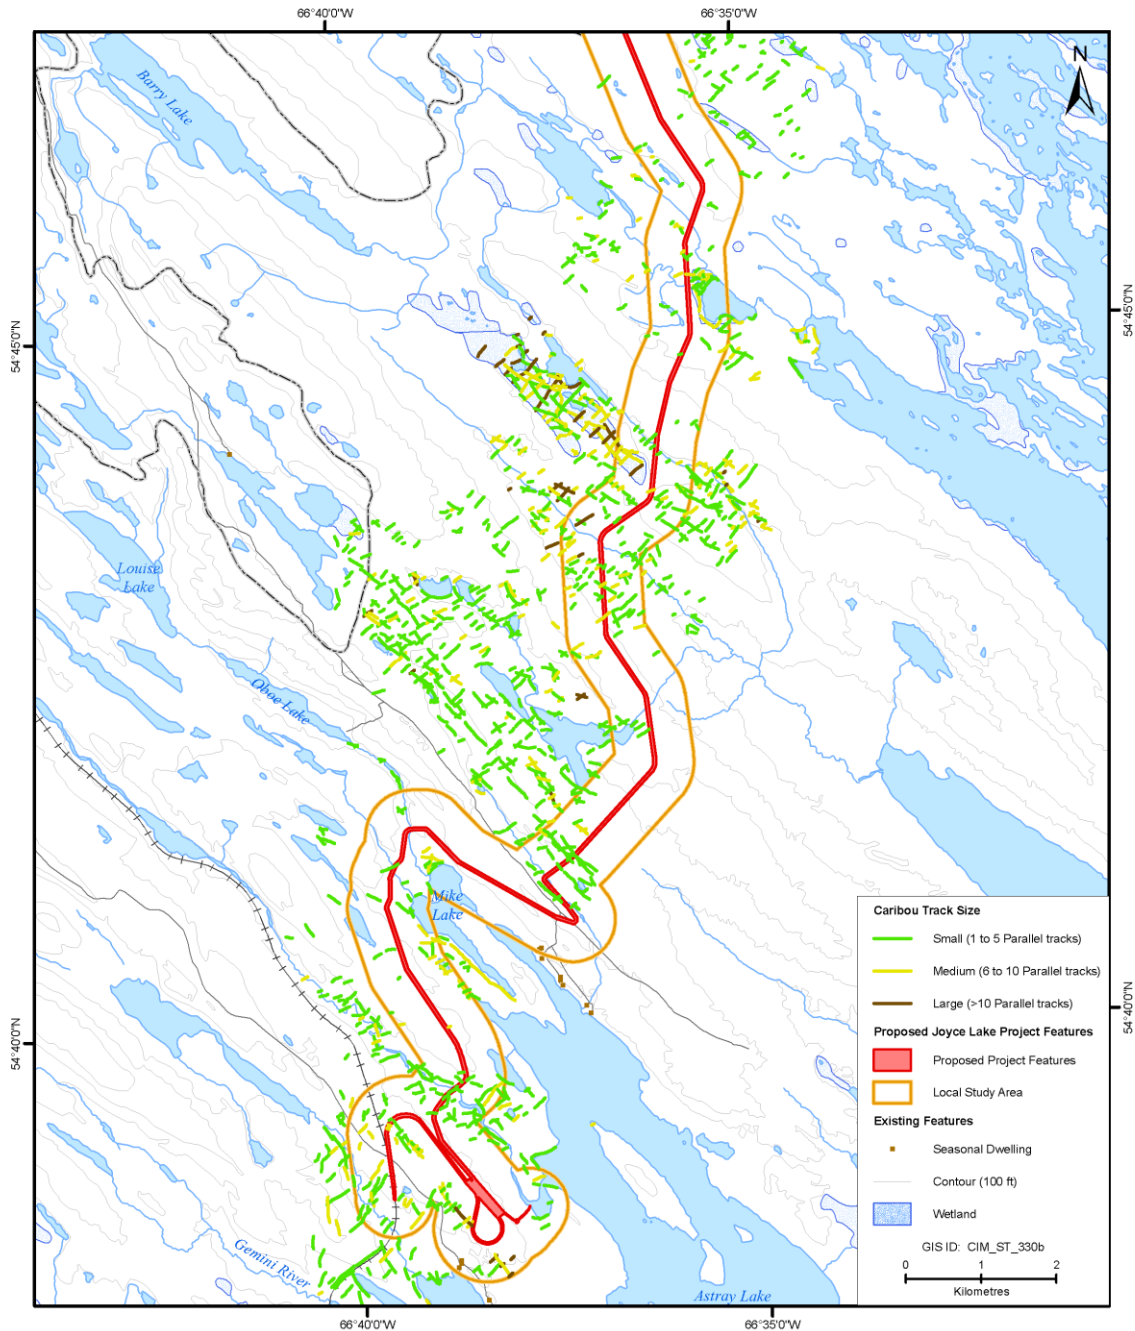 66°40'0"W
66°35'0"W
N
Barry Lake
54°45'0"N
54°45'0"N
Louise
Lake
Oboe Lake
Mike
Lake
Caribou Track Size
Small (1 to 5 Parallel tracks)
Medium (6 to 10 Parallel tracks)
Large (>10 Parallel tracks)
54°40'0"N
54°40'0"N
Proposed Joyce Lake Project Features
Proposed Project Features
Local Study Area
Existing Features
Seasonal Dwelling
Contour (100 ft)
Wetland
GIS ID: CIM_ST_330b
0 1 2
Kilometres
Gemini River
Astray Lake
66°40'0"W
66°35'0"W